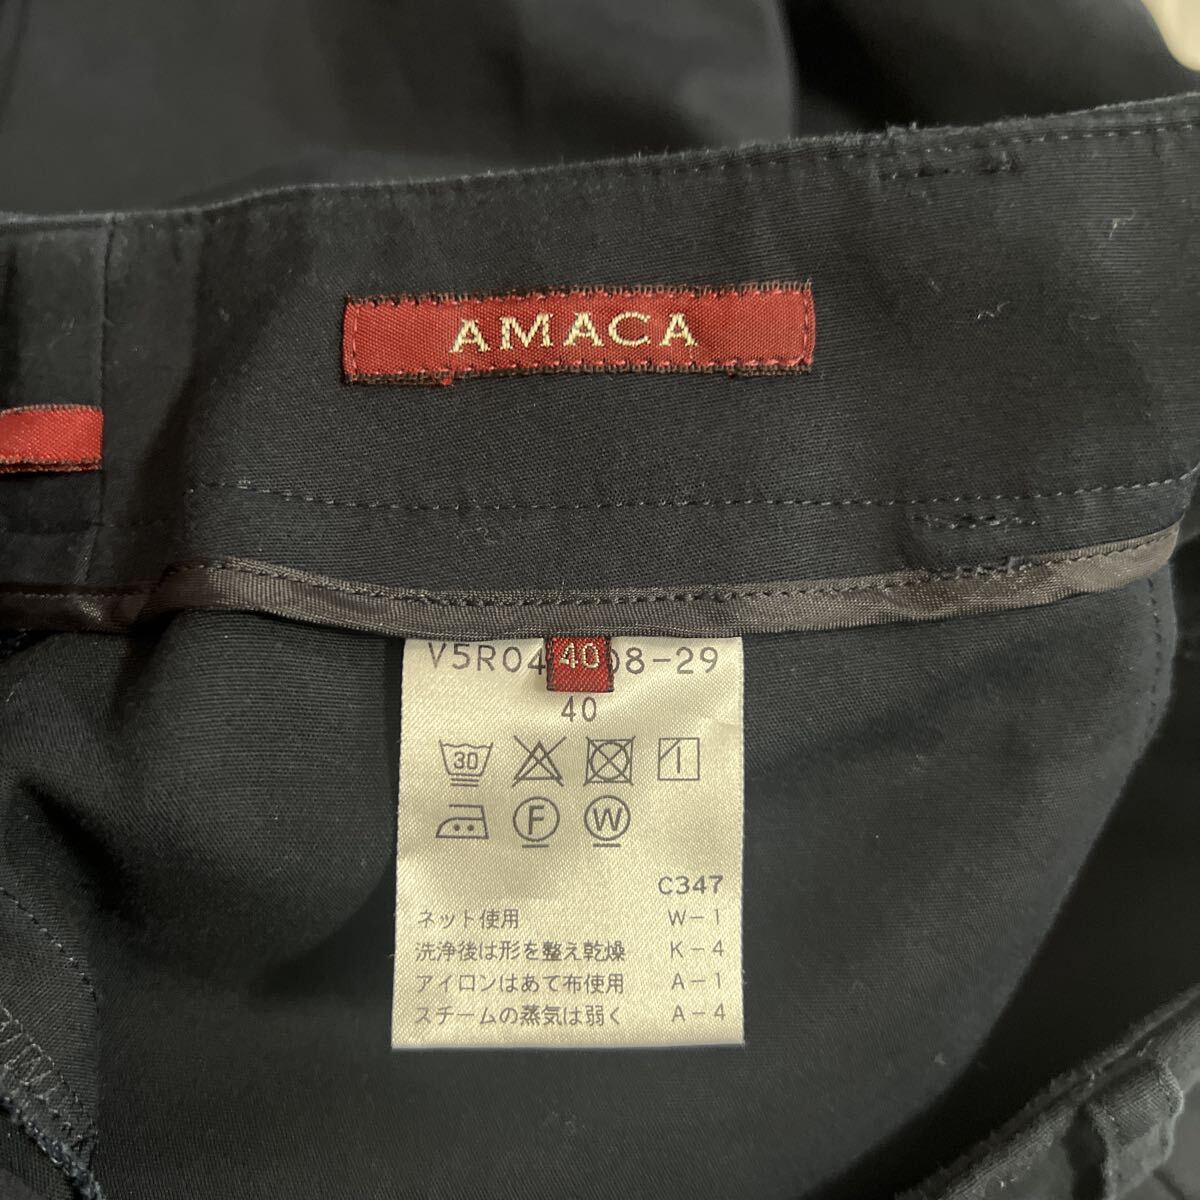 AMACA
40
V5R04 08-29
40
30
F W
C347
ネット使用 W-1
洗浄後は形を整え乾燥 K-4
アイロンはあて布使用 A-1
スチームの蒸気は弱く A-4